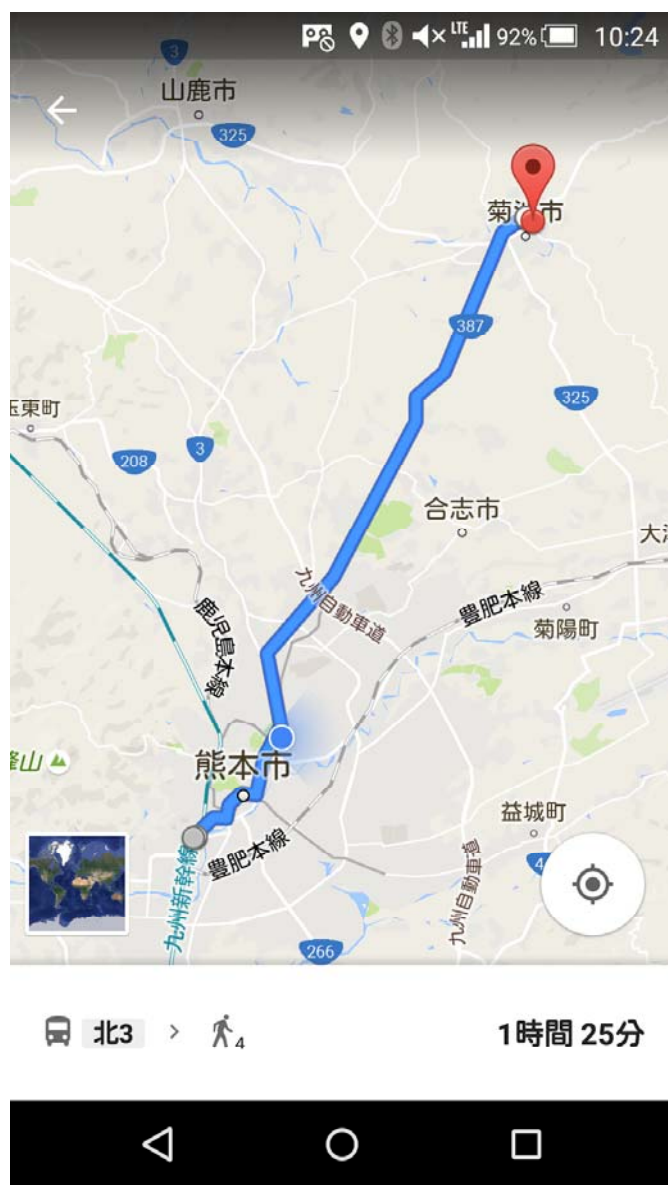 LTE 92% 10:24
3
山鹿市
325
菊池市
387
325
玉東町
3
208
合志市
九州自動車道
豊肥本線
菊陽町
鹿児島本線
熊本市
益城町
豊肥本線
九州自動車道
九州新幹線
266
北3 > 4 1時間 25分